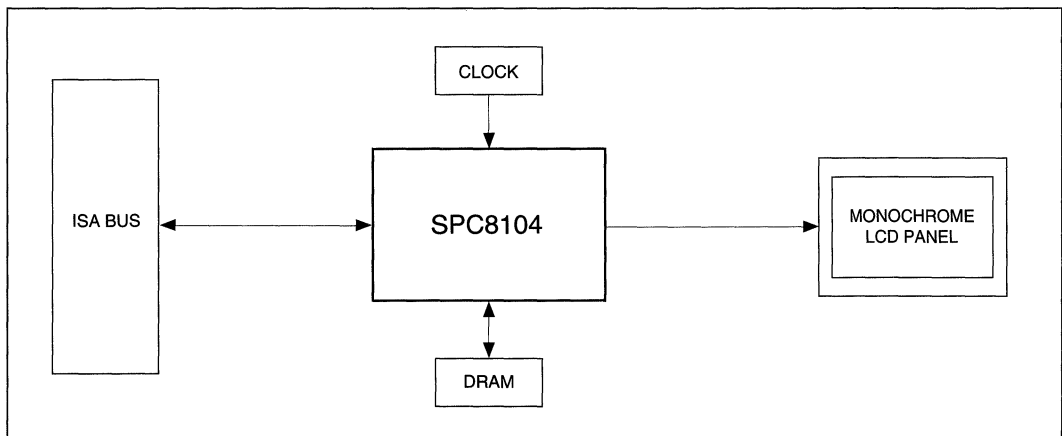 CLOCK
ISA BUS
SPC8104
MONOCHROME
LCD PANEL
DRAM